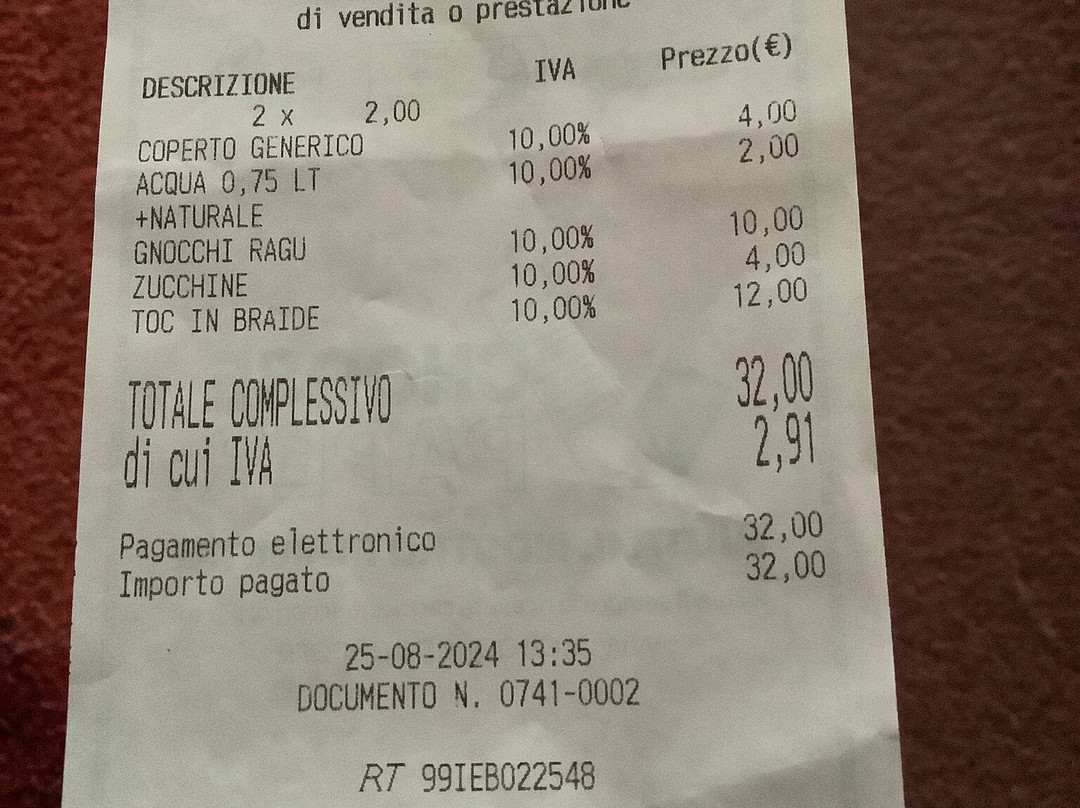 di vendita o prestazione
DESCRIZIONE IVA Prezzo(€)
2 x 2,00
COPERTO GENERICO 10,00% 4,00
ACQUA 0,75 LT 10,00% 2,00
+NATURALE
GNOCCHI RAGU 10,00% 10,00
ZUCCHINE 10,00% 4,00
TOC IN BRAIDE 10,00% 12,00
TOTALE COMPLESSIVO 32,00
di cui IVA 2,91
Pagamento elettronico 32,00
Importo pagato 32,00
25-08-2024 13:35
DOCUMENTO N. 0741-0002
RT 99IEB022548